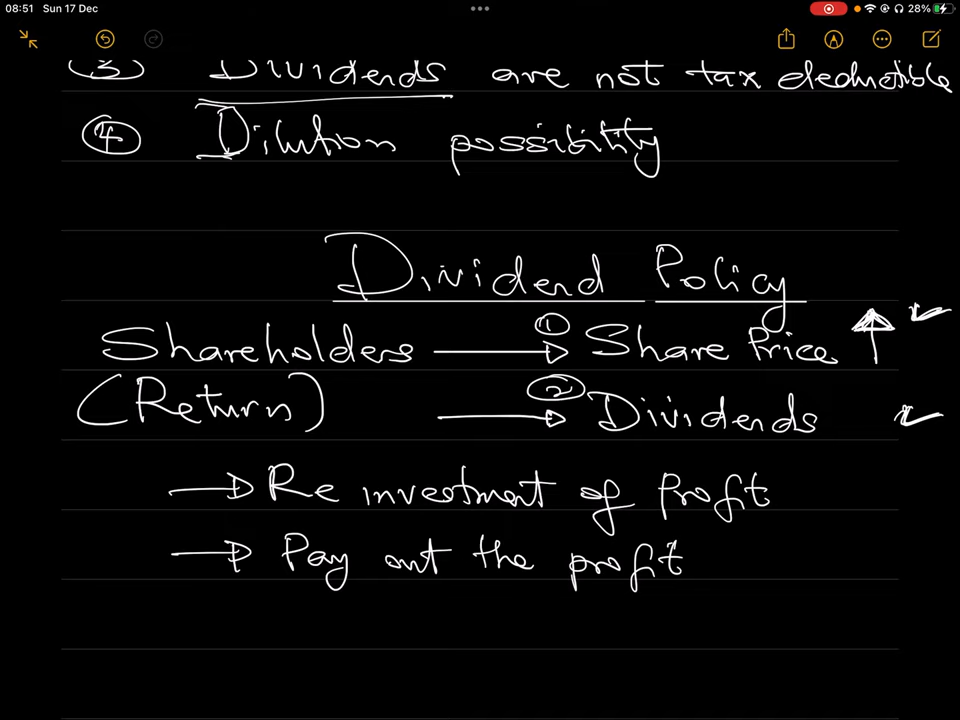 08:51 Sun 17 Dec 28%
(3) Dividends are not tax deductible
(4) Dilution possibility
Dividend Policy
Shareholders → (1) Share Price ↑
(Return) → (2) Dividends
→ Re investment of Profit
→ Pay out the profit